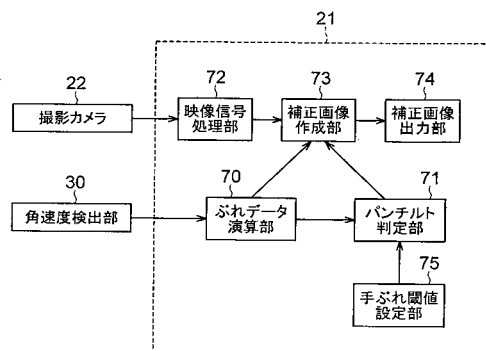 21
22
72
73
74
撮影カメラ
映像信号
処理部
補正画像
作成部
補正画像
出力部
30
70
71
角速度検出部
ぶれデータ
演算部
パンチルト
判定部
75
手ぶれ閾値
設定部